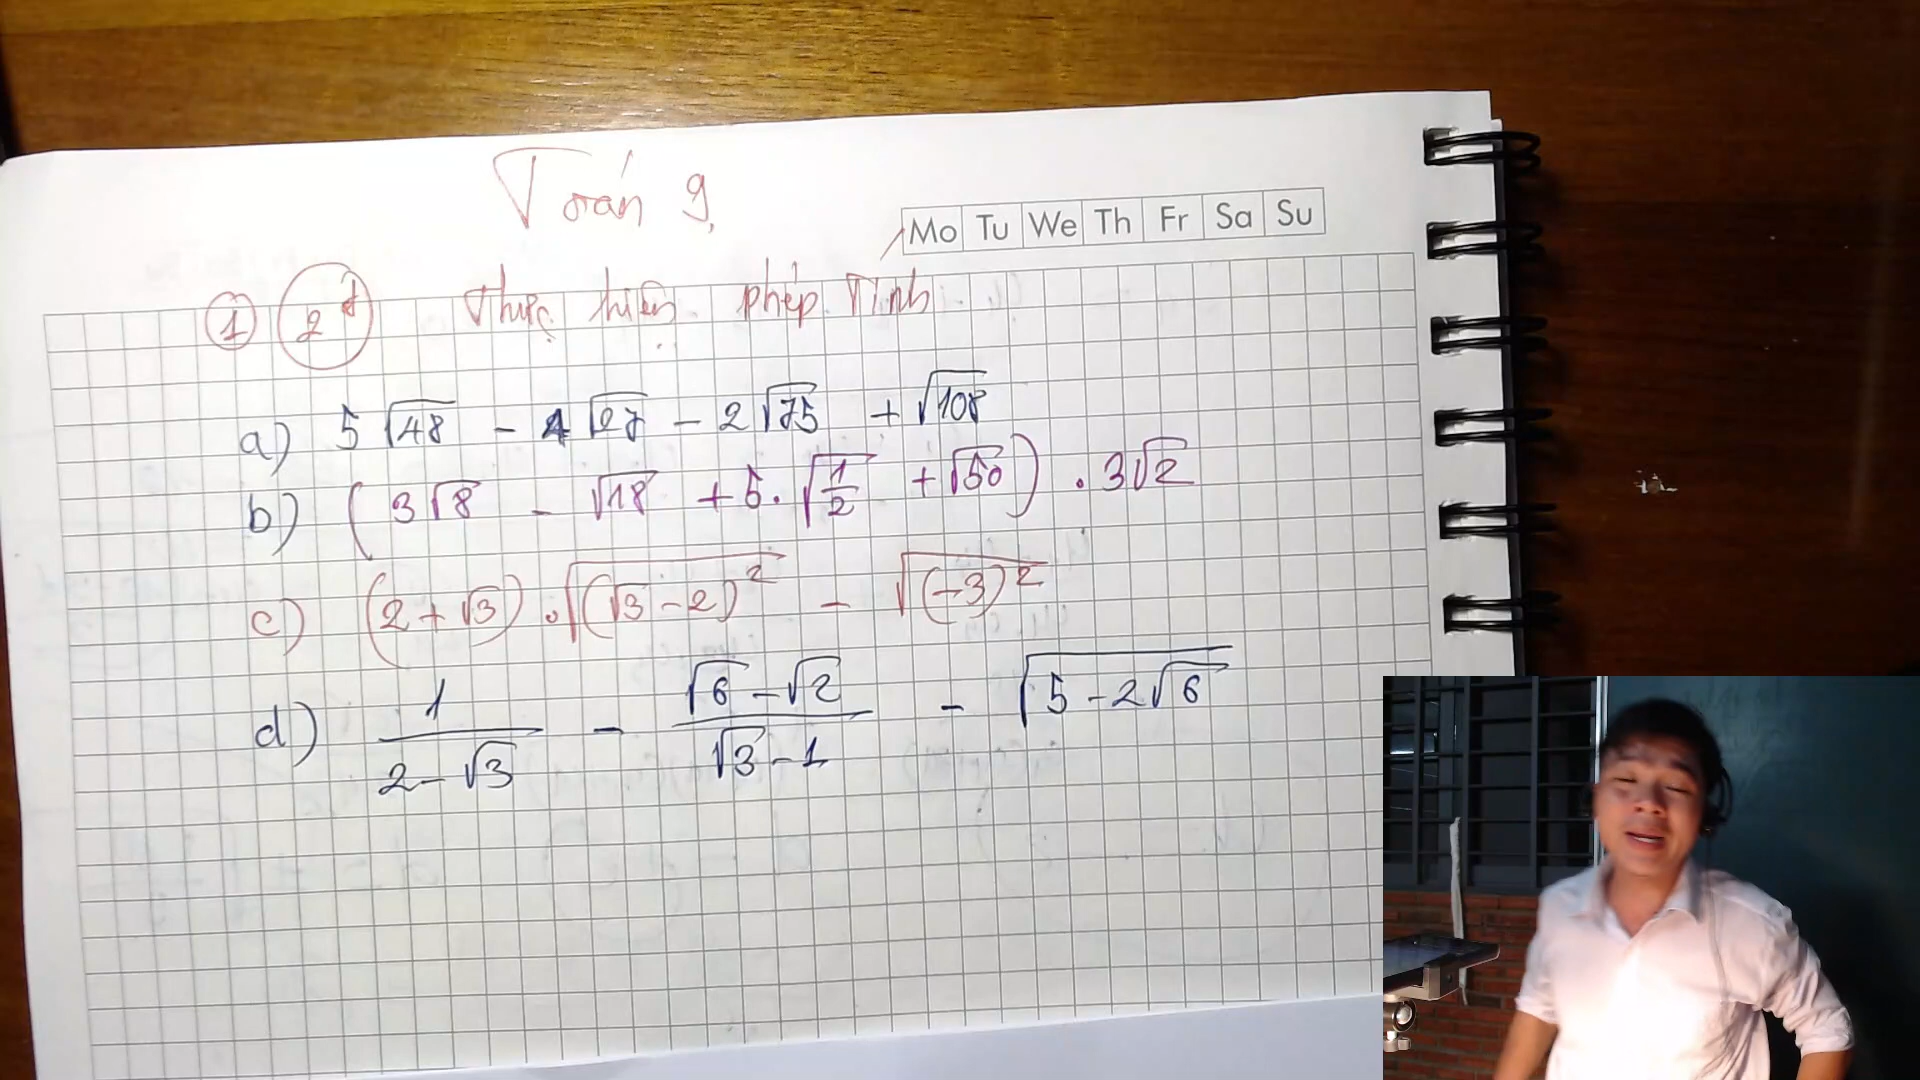 Toán 9
Mo Tu We Th Fr Sa Su
① 2đ Thực hiện phép tính
a) 5√48 - 4√27 - 2√75 + √108
b) (3√8 - √18 + 5.√(1/2) + √50) . 3√2
c) (2 + √3) . √((√3 - 2)²) - √((-3)²)
d) 1/(2 - √3) - (√6 - √2)/(√3 - 1) - √(5 - 2√6)